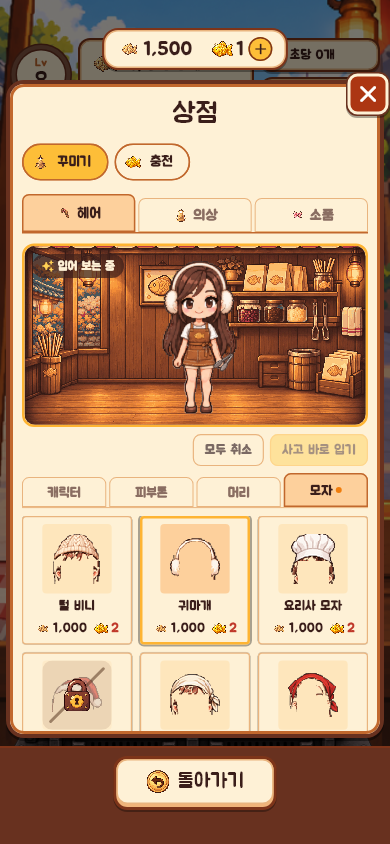 1,500 1
초당 0개
Lv
0
상점
꾸미기 충전
헤어 의상 소품
입어 보는 중
모두 취소 사고 바로 입기
캐릭터 피부톤 머리 모자
털 비니 귀마개 요리사 모자
1,000 2 1,000 2 1,000 2
돌아가기